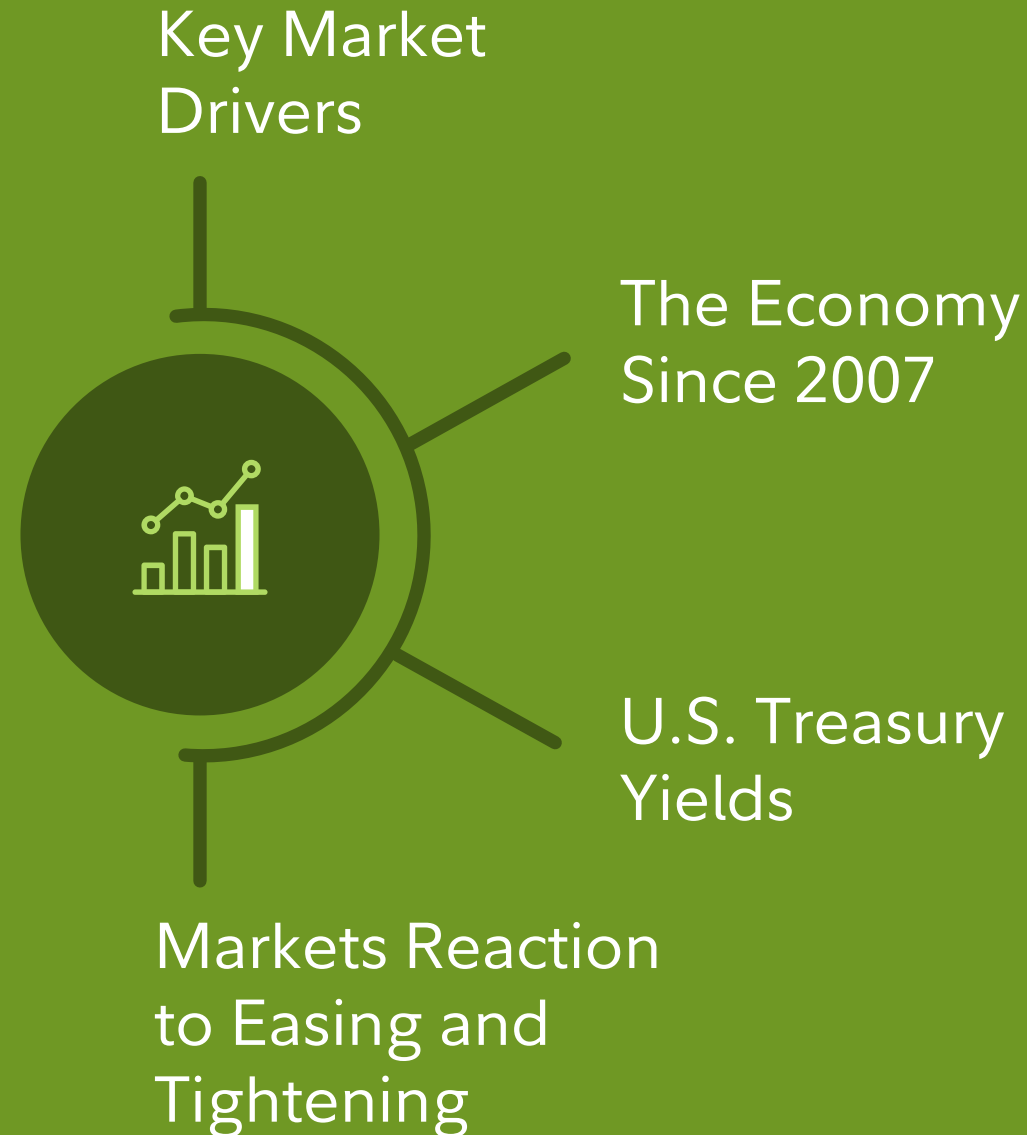 Key Market
Drivers
The Economy
Since 2007
U.S. Treasury
Yields
Markets Reaction
to Easing and
Tightening